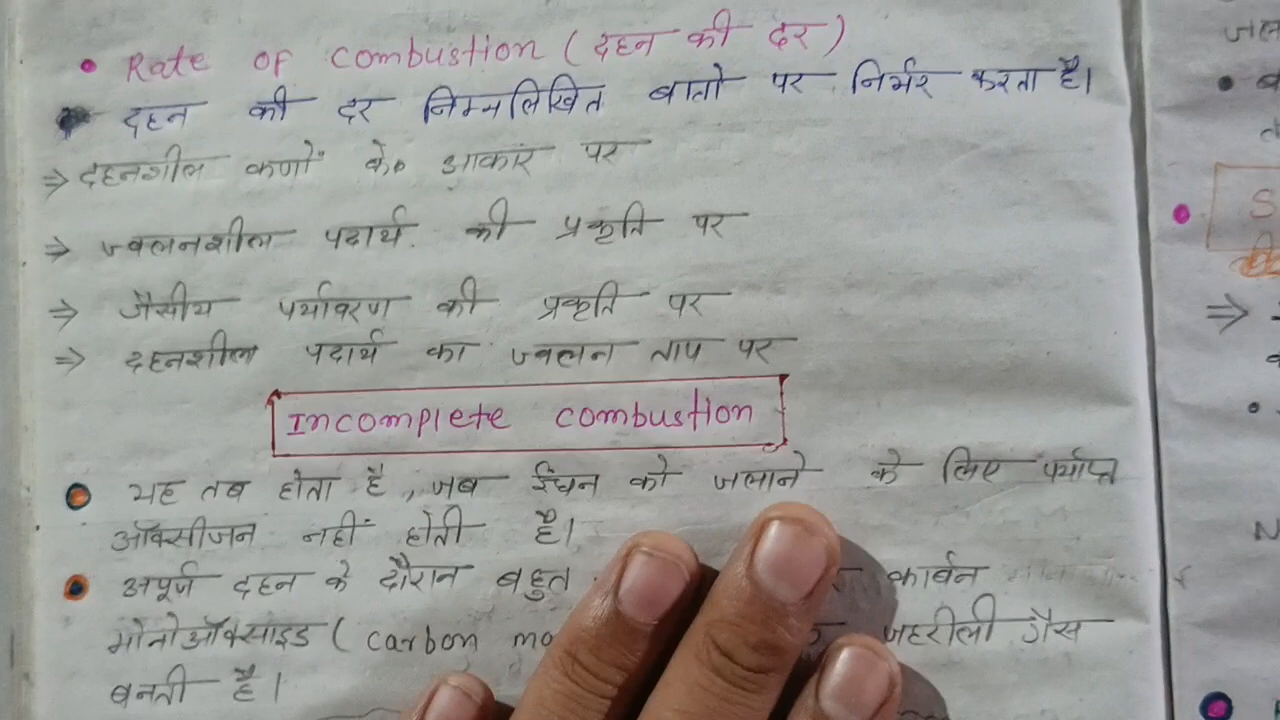 Rate of combustion (दहन की दर)
दहन की दर निम्नलिखित बातो पर निर्भर करता है।
⇒ दहनशील कणों के आकार पर
⇒ ज्वलनशील पदार्थ की प्रकृति पर
⇒ गैसीय पर्यावरण की प्रकृति पर
⇒ दहनशील पदार्थ का ज्वलन ताप पर
Incomplete combustion
यह तब होता है, जब ईंधन को जलाने के लिए पर्याप्त
ऑक्सीजन नहीं होती है।
अपूर्ण दहन के दौरान बहुत कार्बन
मोनोऑक्साइड (carbon mo जहरीली गैस
बनती है।